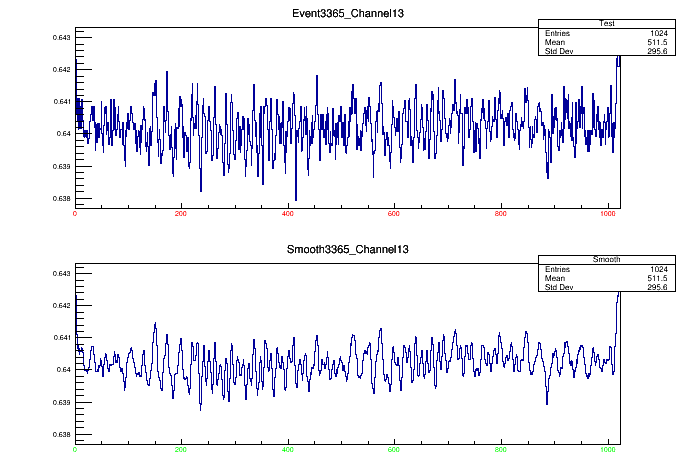 Event3365_Channel13
Test
Entries 1024
Mean 511.5
Std Dev 295.6
0.643
0.642
0.641
0.64
0.639
0.638
0 200 400 600 800 1000
Smooth3365_Channel13
Smooth
Entries 1024
Mean 511.5
Std Dev 295.6
0.643
0.642
0.641
0.64
0.639
0.638
0 200 400 600 800 1000